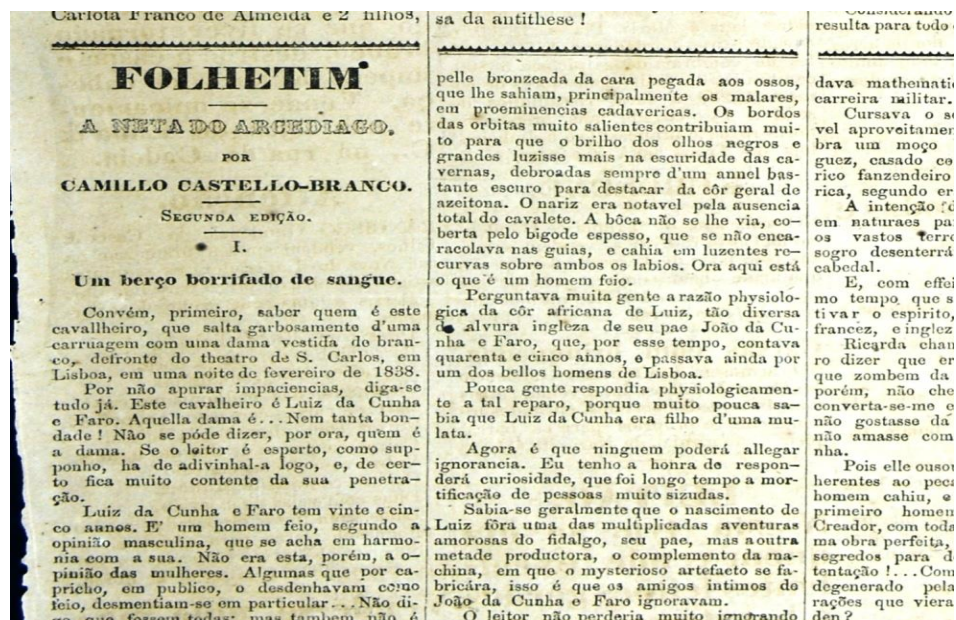 Carlota Franco de Almeida e 2 filhos,
FOLHETIM
A NETA DO ARCEDIAGO,
POR
CAMILLO CASTELLO-BRANCO.
SEGUNDA EDIÇÃO.
I.
Um berço borrifado de sangue.
Convém, primeiro, saber quem é este
cavallheiro, que salta garbosamente d'uma
carruagem com uma dama vestida de bran-
co, defronte do theatro de S. Carlos, em
Lisboa, em uma noite de fevereiro de 1838.
Por não apurar impaciencias, diga-se
tudo já. Este cavalheiro é Luiz da Cunha
e Faro. Aquella dama é...Nem tanta bon-
dade! Não se póde dizer, por ora, quem é
a dama. Se o leitor é esperto, como sup-
ponho, ha de adivinhal-a logo, e, de cer-
to fica muito contente da sua penetra-
ção.
Luiz da Cunha e Faro tem vinte e cin-
co annos. E' um homem feio, segundo a
opinião masculina, que se acha em harmo-
nia com a sua. Não era esta, porém, a o-
pinião das mulheres. Algumas que por ca-
pricho, em publico, o desdenhavam como
feio, desmentiam-se em particular...Não di-
go que fossem todas; mas tambem não é
sa da antithese!
pelle bronzeada da cara pegada aos ossos,
que lhe sahiam, principalmente os malares,
em proeminencias cadavericas. Os bordos
das orbitas muito salientes contribuiam mui-
to para que o brilho dos olhos negros e
grandes luzisse mais na escuridade das ca-
vernas, debroadas sempre d'um annel bas-
tante escuro para destacar da côr geral de
azeitona. O nariz era notavel pela ausencia
total do cavalete. A bôca não se lhe via, co-
berta pelo bigode espesso, que se não enca-
racolava nas guias, e cahia em luzentes re-
curvas sobre ambos os labios. Ora aqui está
o que é um homem feio.
Perguntava muita gente a razão physiolo-
gica da côr africana de Luiz, tão diversa
da alvura ingleza de seu pae João da Cu-
nha e Faro, que, por esse tempo, contava
quarenta e cinco annos, e passava ainda por
um dos bellos homens de Lisboa.
Pouca gente respondia physiologicamen-
te a tal reparo, porque muito pouca sa-
bia que Luiz da Cunha era filho d'uma mu-
lata.
Agora é que ninguem poderá allegar
ignorancia. Eu tenho a honra de respon-
derá curiosidade, que foi longo tempo a mor-
tificação de pessoas muito sizudas.
Sabia-se geralmente que o nascimento de
Luiz fôra uma das multiplicadas aventuras
amorosas do fidalgo, seu pae, mas a outra
metade productora, o complemento da ma-
china, em que o mysterioso artefacto se fa-
bricára, isso é que os amigos intimos de
João da Cunha e Faro ignoravam.
O leitor não perderia muito ignorando
resulta para tudo
dava mathemati
carreira militar.
Cursava o se
vel aproveitamen
bra um moço
guez, casado co
rico fanzendeiro
rica, segundo er
A intenção d
em naturaes pa
os vastos terre
sogro desenterrá
cabedal.
E, com effei
mo tempo que s
tivar o espirito,
francez, e inglez
Ricarda cham
ro dizer que er
que zombem da
porém, não che
converta-se-me e
não gostasse da
não amasse com
nha.
Pois elle ouso
herentes ao peca
homem cahiu, e
primeiro homem
Creador, com toda
ma obra perfeita,
segredos para de
tentação!...Com
degenerado pela
rações que viera
den?